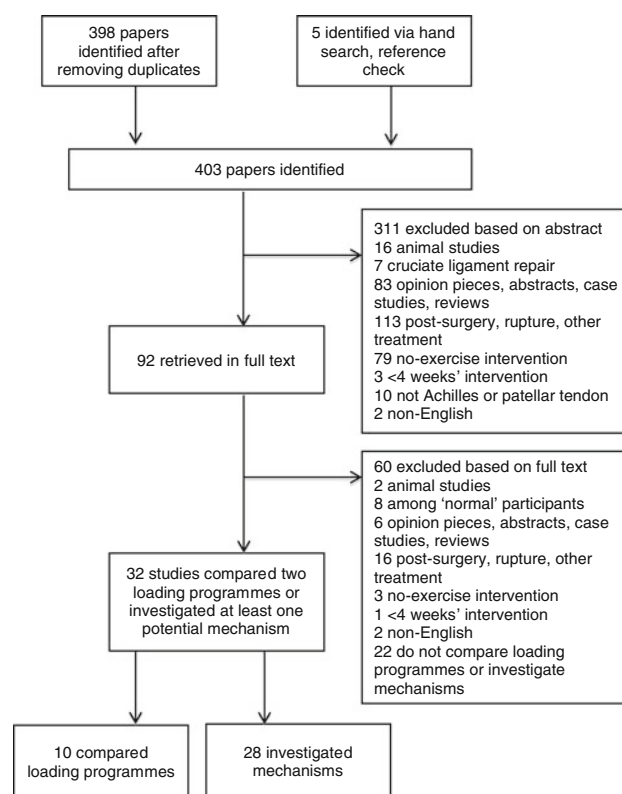 398 papers
identified after
removing duplicates
5 identified via hand
search, reference
check
403 papers identified
311 excluded based on abstract
16 animal studies
7 cruciate ligament repair
83 opinion pieces, abstracts, case
studies, reviews
113 post-surgery, rupture, other
treatment
79 no-exercise intervention
3 <4 weeks' intervention
10 not Achilles or patellar tendon
2 non-English
92 retrieved in full text
60 excluded based on full text
2 animal studies
8 among ‘normal’ participants
6 opinion pieces, abstracts, case
studies, reviews
16 post-surgery, rupture, other
treatment
3 no-exercise intervention
1 <4 weeks' intervention
2 non-English
22 do not compare loading
programmes or investigate
mechanisms
32 studies compared two
loading programmes or
investigated at least one
potential mechanism
10 compared
loading programmes
28 investigated
mechanisms